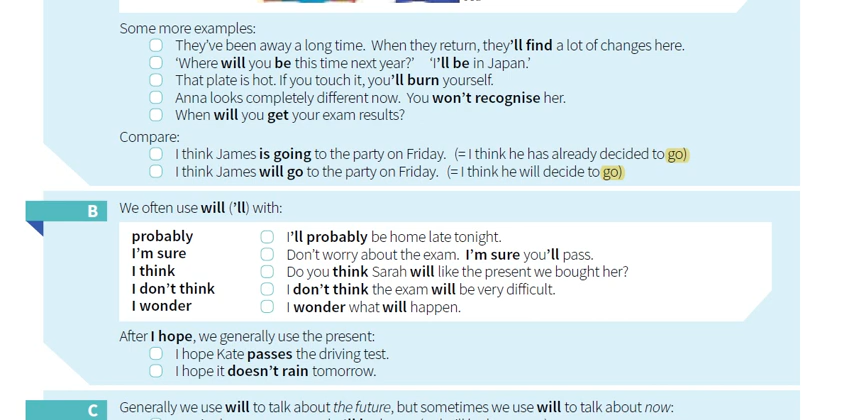 Some more examples:
They’ve been away a long time. When they return, they’ll find a lot of changes here.
‘Where will you be this time next year?’ ‘I’ll be in Japan.’
That plate is hot. If you touch it, you’ll burn yourself.
Anna looks completely different now. You won’t recognise her.
When will you get your exam results?
Compare:
I think James is going to the party on Friday. (= I think he has already decided to go)
I think James will go to the party on Friday. (= I think he will decide to go)
B We often use will (’ll) with:
probably I’ll probably be home late tonight.
I’m sure Don’t worry about the exam. I’m sure you’ll pass.
I think Do you think Sarah will like the present we bought her?
I don’t think I don’t think the exam will be very difficult.
I wonder I wonder what will happen.
After I hope, we generally use the present:
I hope Kate passes the driving test.
I hope it doesn’t rain tomorrow.
C Generally we use will to talk about the future, but sometimes we use will to talk about now: